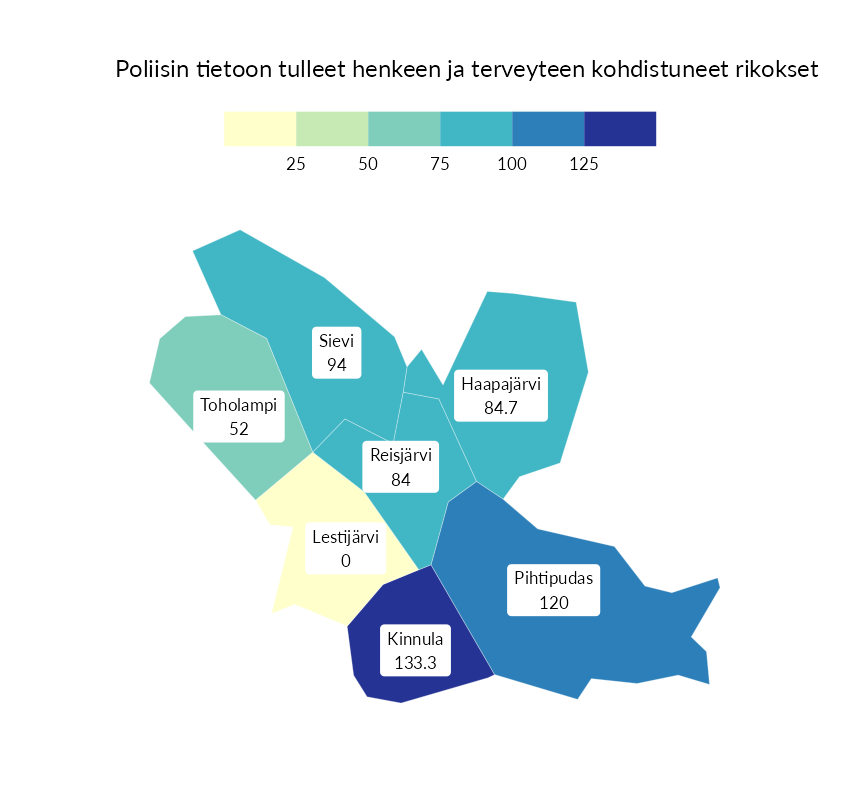 Poliisin tietoon tulleet henkeen ja terveyteen kohdistuneet rikokset
25 50 75 100 125
Sievi
94
Haapajärvi
84.7
Toholampi
52
Reisjärvi
84
Lestijärvi
0
Pihtipudas
120
Kinnula
133.3